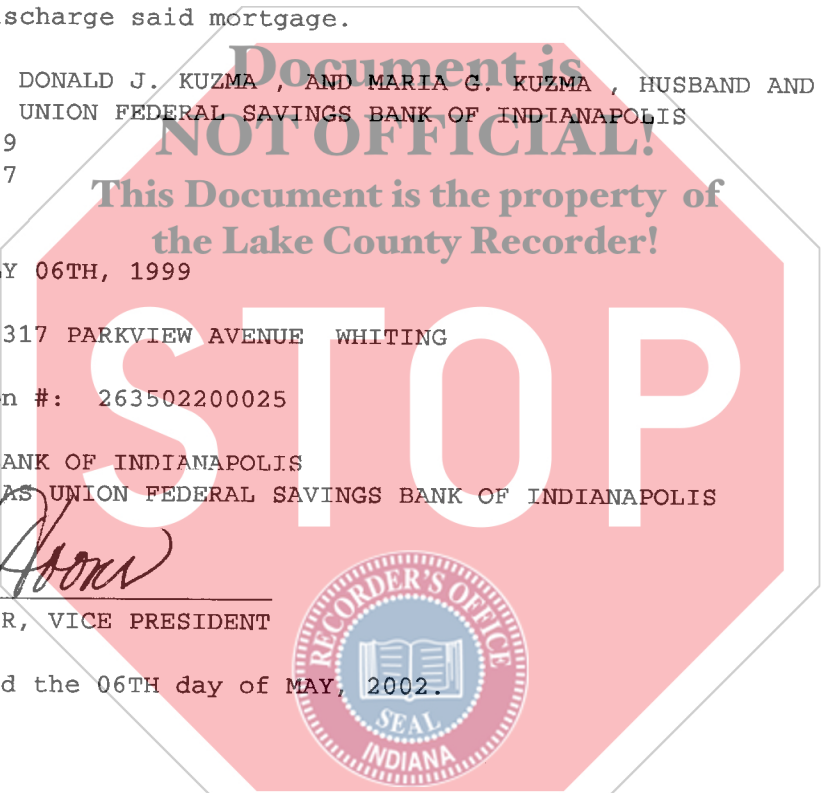 scharge said mortgage.
Document is
DONALD J. KUZMA , AND MARIA G. KUZMA , HUSBAND AND
UNION FEDERAL SAVINGS BANK OF INDIANAPOLIS
NOT OFFICIAL!
9
7
This Document is the property of
the Lake County Recorder!
Y 06TH, 1999
317 PARKVIEW AVENUE WHITING
n #: 263502200025
STOP
ANK OF INDIANAPOLIS
AS UNION FEDERAL SAVINGS BANK OF INDIANAPOLIS
R, VICE PRESIDENT
d the 06TH day of MAY, 2002.
RECORDER'S OFFICE
SEAL
INDIANA